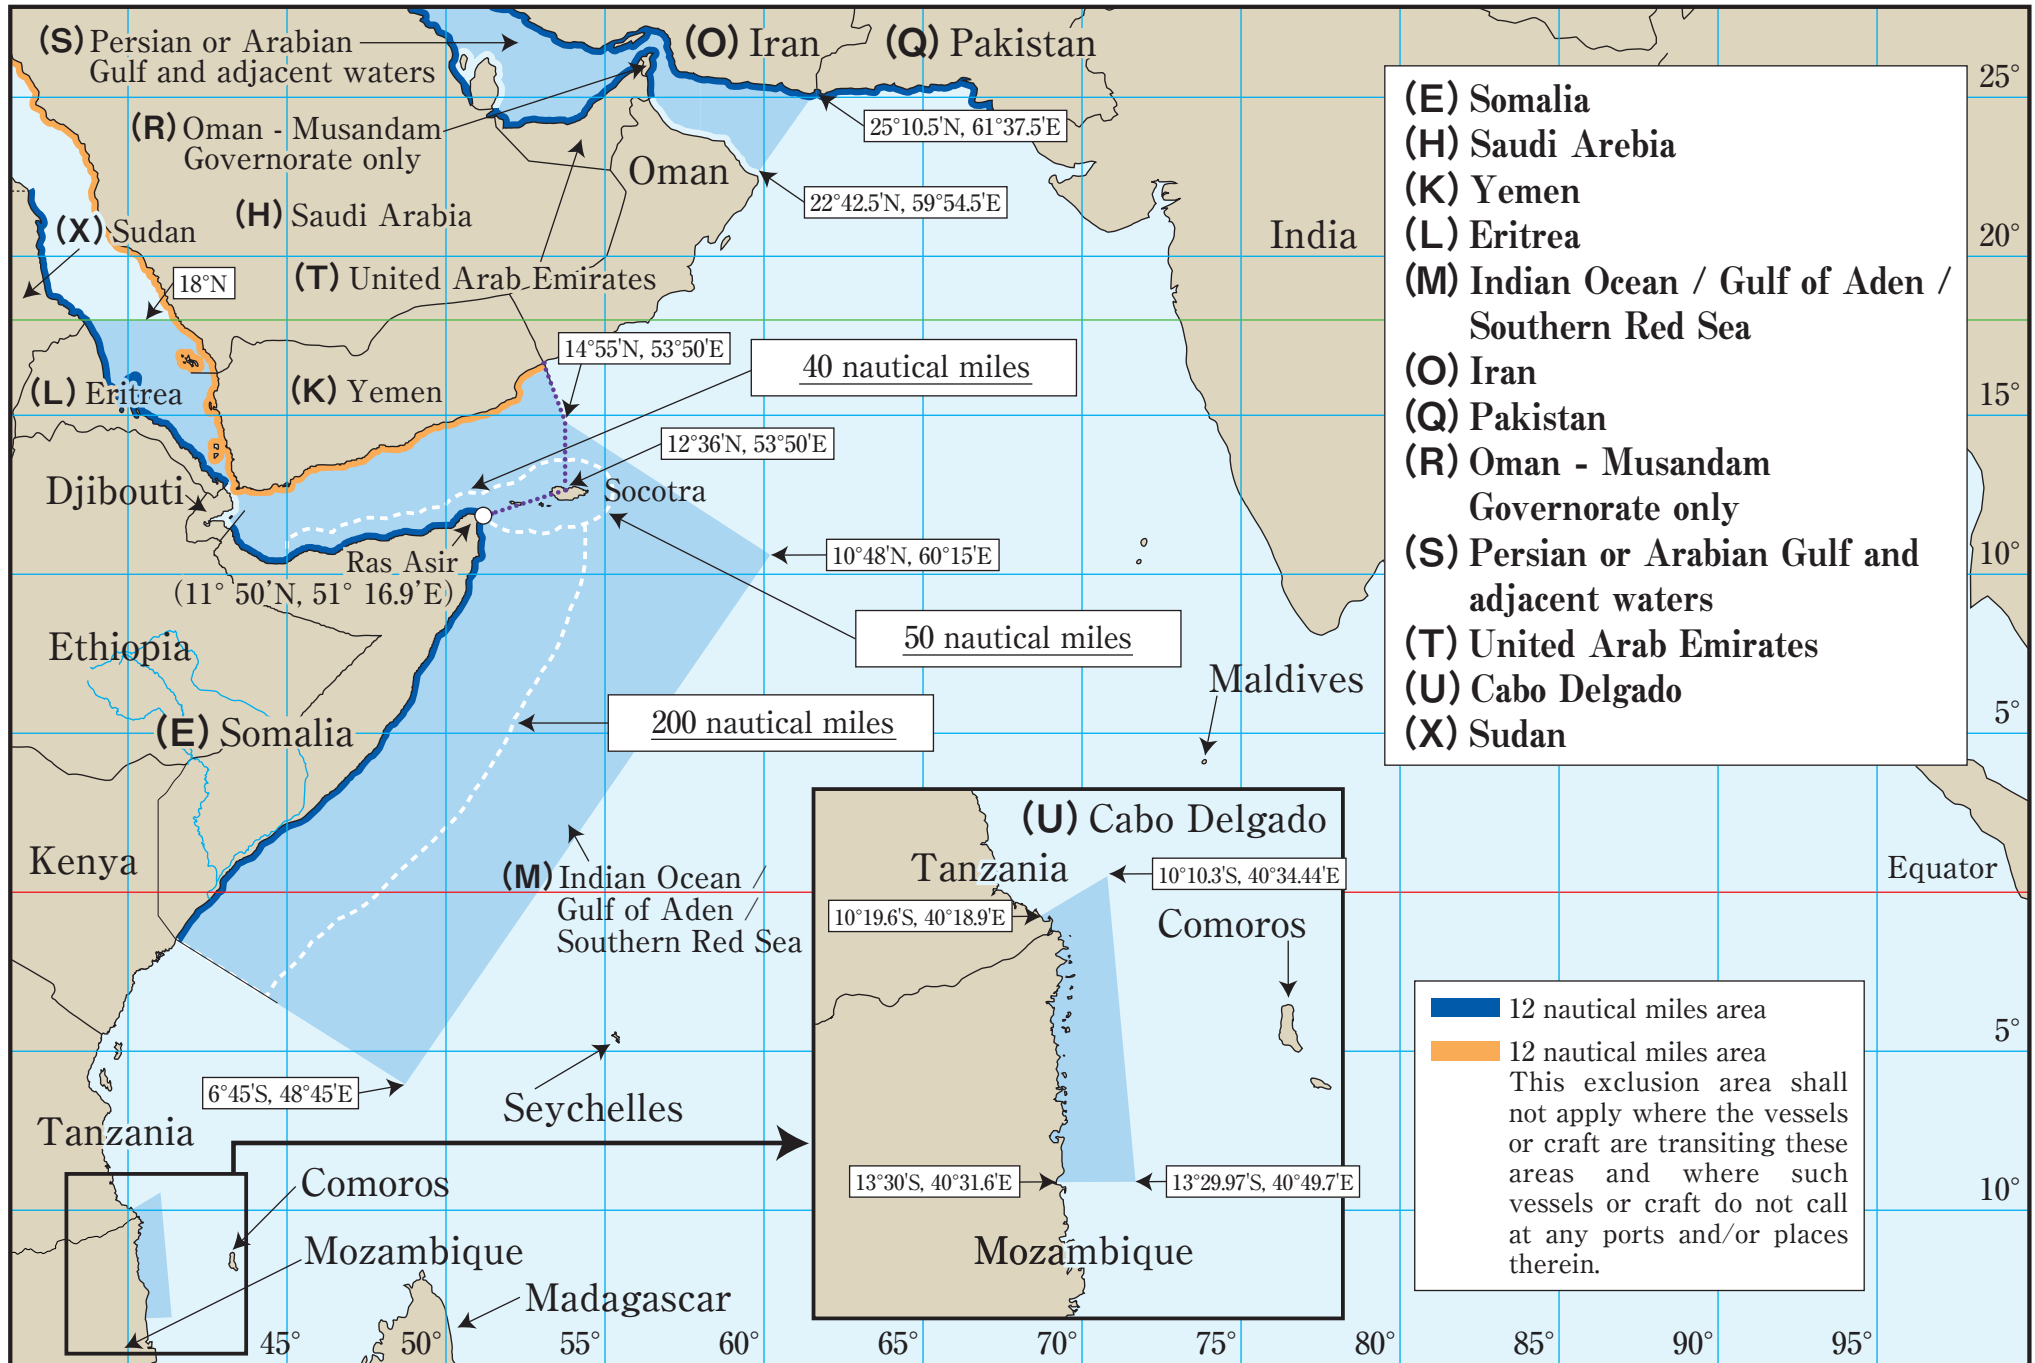 (S) Persian or Arabian
Gulf and adjacent waters
(O) Iran
(Q) Pakistan
25°
(R) Oman - Musandam
Governorate only
25°10.5'N, 61°37.5'E
Oman
22°42.5'N, 59°54.5'E
(H) Saudi Arabia
(X) Sudan
India
20°
18°N
(T) United Arab Emirates
14°55'N, 53°50'E
40 nautical miles
(L) Eritrea
(K) Yemen
15°
12°36'N, 53°50'E
Djibouti
Socotra
Ras Asir
(11° 50'N, 51° 16.9'E)
10°48'N, 60°15'E
10°
50 nautical miles
Ethiopia
Maldives
200 nautical miles
5°
(E) Somalia
Kenya
(M) Indian Ocean /
Gulf of Aden /
Southern Red Sea
Equator
6°45'S, 48°45'E
Seychelles
5°
Tanzania
Comoros
10°
Mozambique
Madagascar
45°
50°
55°
60°
65°
70°
75°
80°
85°
90°
95°
(U) Cabo Delgado
Tanzania
10°10.3'S, 40°34.44'E
10°19.6'S, 40°18.9'E
Comoros
13°30'S, 40°31.6'E
13°29.97'S, 40°49.7'E
Mozambique
(E) Somalia
(H) Saudi Arebia
(K) Yemen
(L) Eritrea
(M) Indian Ocean / Gulf of Aden /
Southern Red Sea
(O) Iran
(Q) Pakistan
(R) Oman - Musandam
Governorate only
(S) Persian or Arabian Gulf and
adjacent waters
(T) United Arab Emirates
(U) Cabo Delgado
(X) Sudan
12 nautical miles area
12 nautical miles area
This exclusion area shall
not apply where the vessels
or craft are transiting these
areas and where such
vessels or craft do not call
at any ports and/or places
therein.